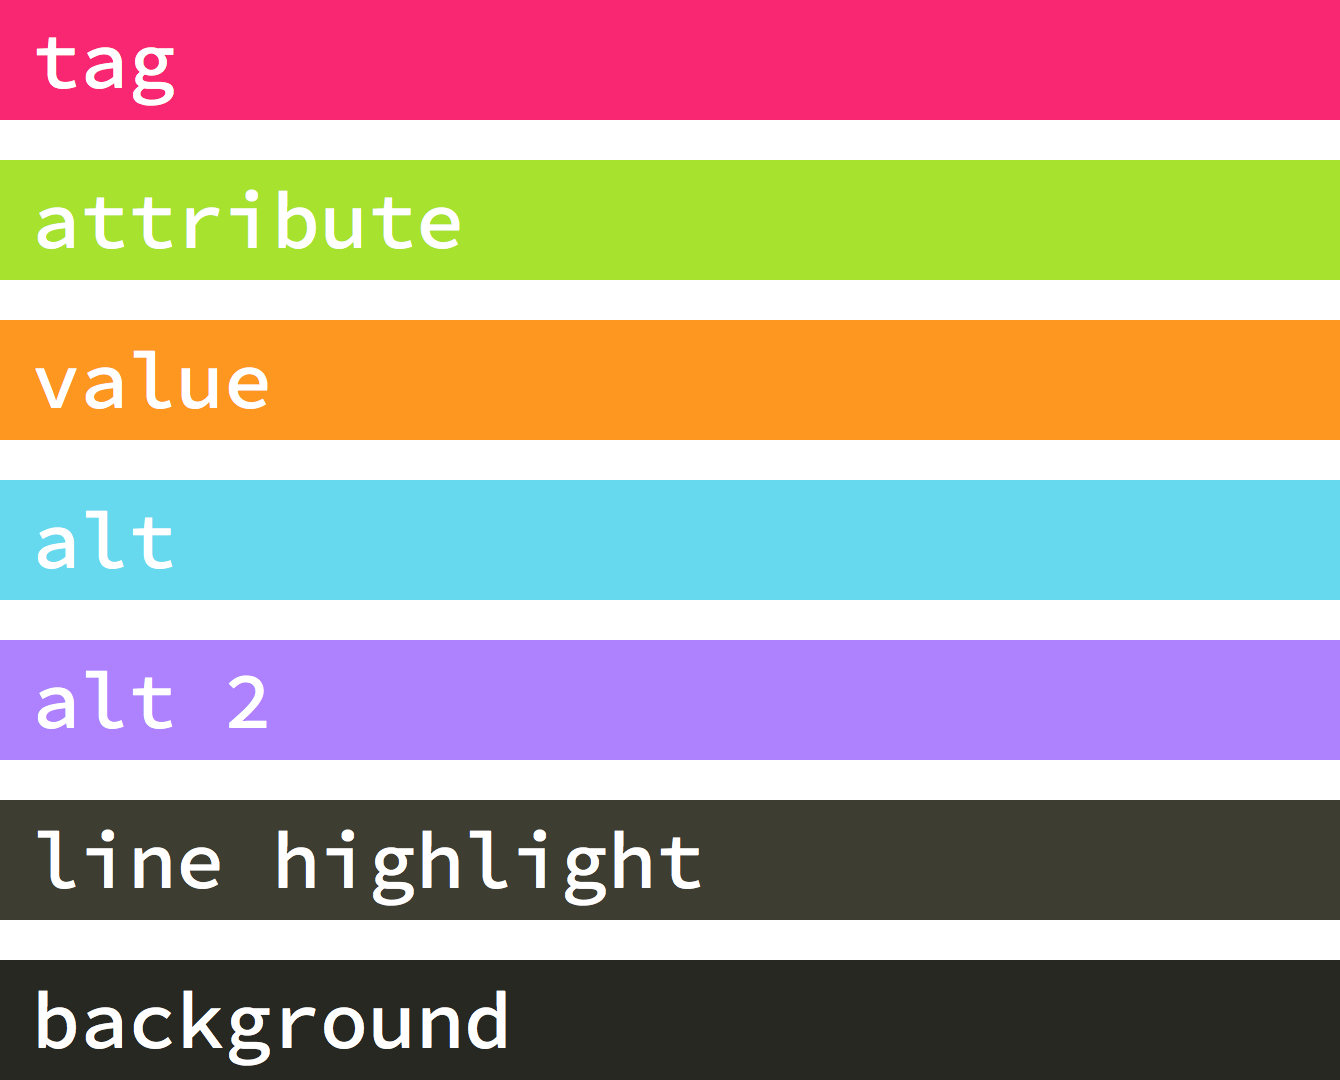 tag
attribute
value
alt
alt 2
line highlight
background